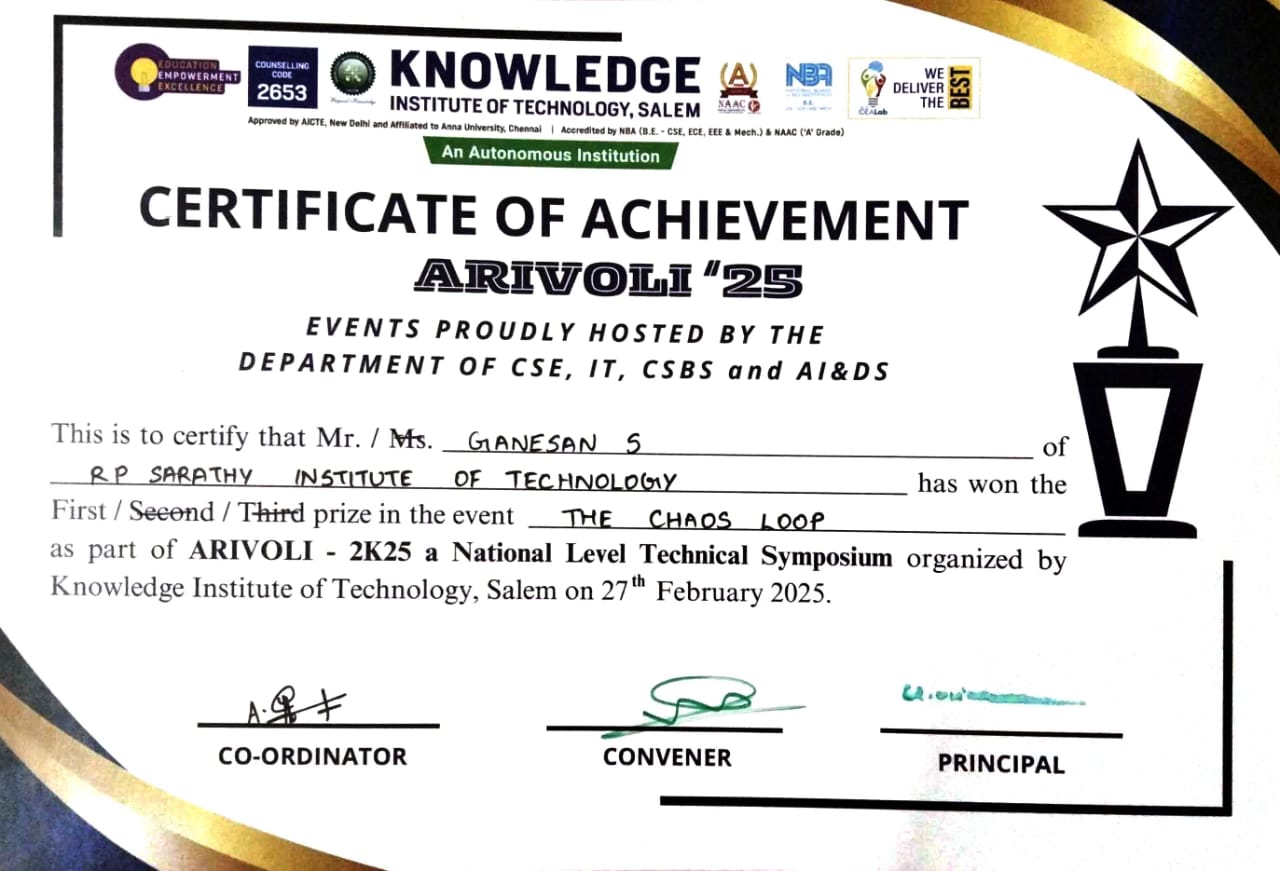 EDUCATION
EMPOWERMENT
EXCELLENCE
COUNSELLING
CODE
2653
KNOWLEDGE
INSTITUTE OF TECHNOLOGY, SALEM
NAAC
NBA
IDEALab
WE
DELIVER
THE
BEST
Approved by AICTE, New Delhi and Affiliated to Anna University, Chennai | Accredited by NBA (B.E. - CSE, ECE, EEE & Mech.) & NAAC ('A' Grade)
An Autonomous Institution
CERTIFICATE OF ACHIEVEMENT
ARIVOLI "25
EVENTS PROUDLY HOSTED BY THE
DEPARTMENT OF CSE, IT, CSBS and AI&DS
This is to certify that Mr. / Ms. GANESAN S of
R P SARATHY INSTITUTE OF TECHNOLOGY has won the
First / Second / Third prize in the event THE CHAOS LOOP
as part of ARIVOLI - 2K25 a National Level Technical Symposium organized by
Knowledge Institute of Technology, Salem on 27th February 2025.
CO-ORDINATOR
CONVENER
PRINCIPAL